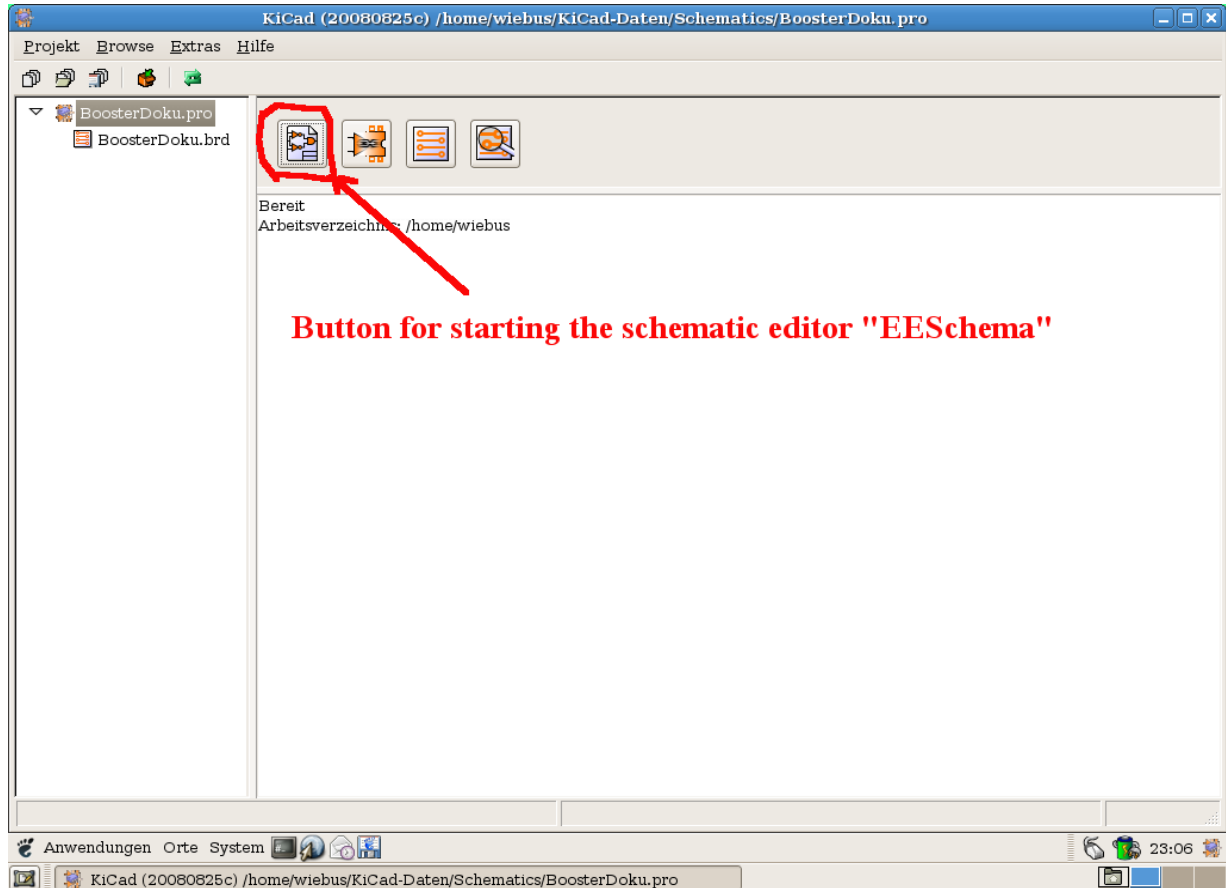 KiCad (20080825c) /home/wiebus/KiCad-Daten/Schematics/BoosterDoku.pro
Projekt Browse Extras Hilfe
BoosterDoku.pro
BoosterDoku.brd
Bereit
Arbeitsverzeichnis: /home/wiebus
Button for starting the schematic editor "EESchema"
Anwendungen Orte System 23:06
KiCad (20080825c) /home/wiebus/KiCad-Daten/Schematics/BoosterDoku.pro